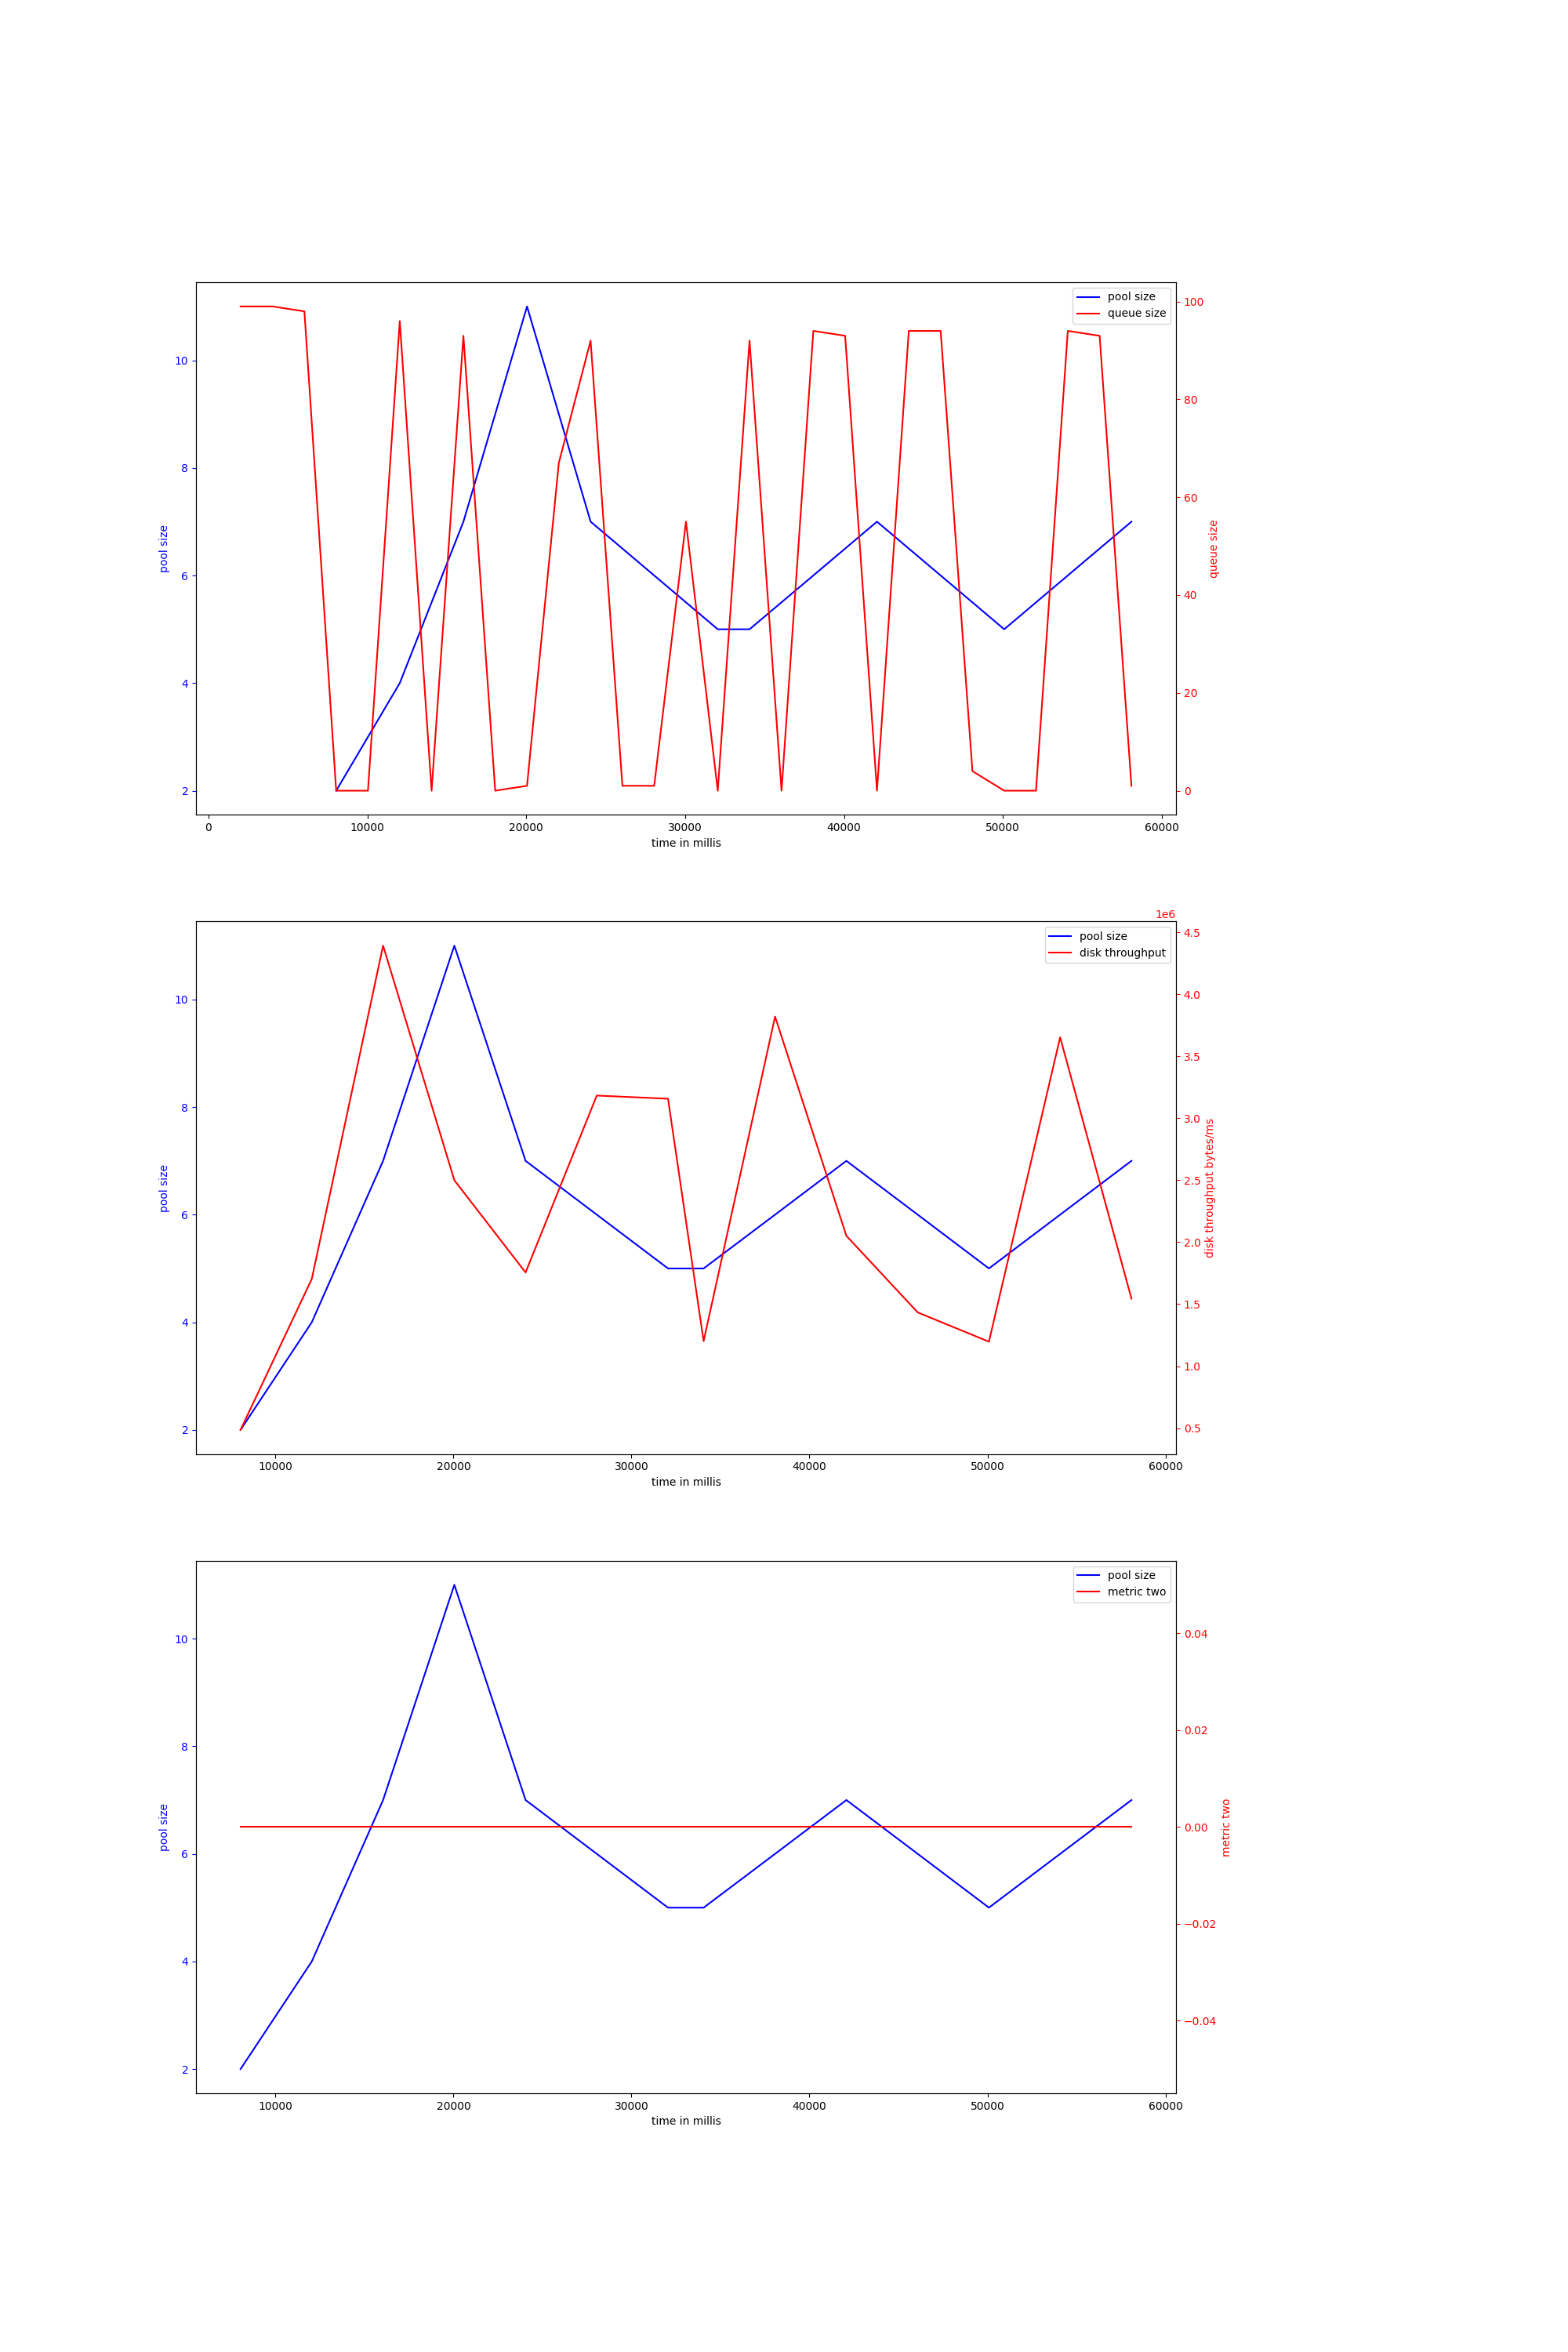 pool size
queue size
100
80
60
40
20
0
queue size
10
8
6
4
2
pool size
0 10000 20000 30000 40000 50000 60000
time in millis
1e6
pool size
disk throughput
4.5
4.0
3.5
3.0
2.5
2.0
1.5
1.0
0.5
disk throughput bytes/ms
10
8
6
4
2
pool size
10000 20000 30000 40000 50000 60000
time in millis
pool size
metric two
0.04
0.02
0.00
−0.02
−0.04
metric two
10
8
6
4
2
pool size
10000 20000 30000 40000 50000 60000
time in millis